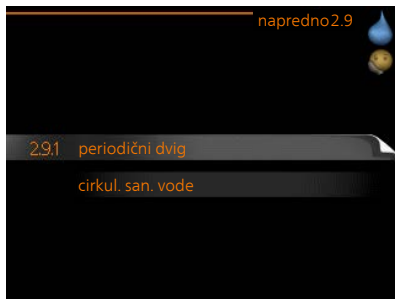 napredno 2.9
2.9.1 periodični dvig
cirkul. san. vode